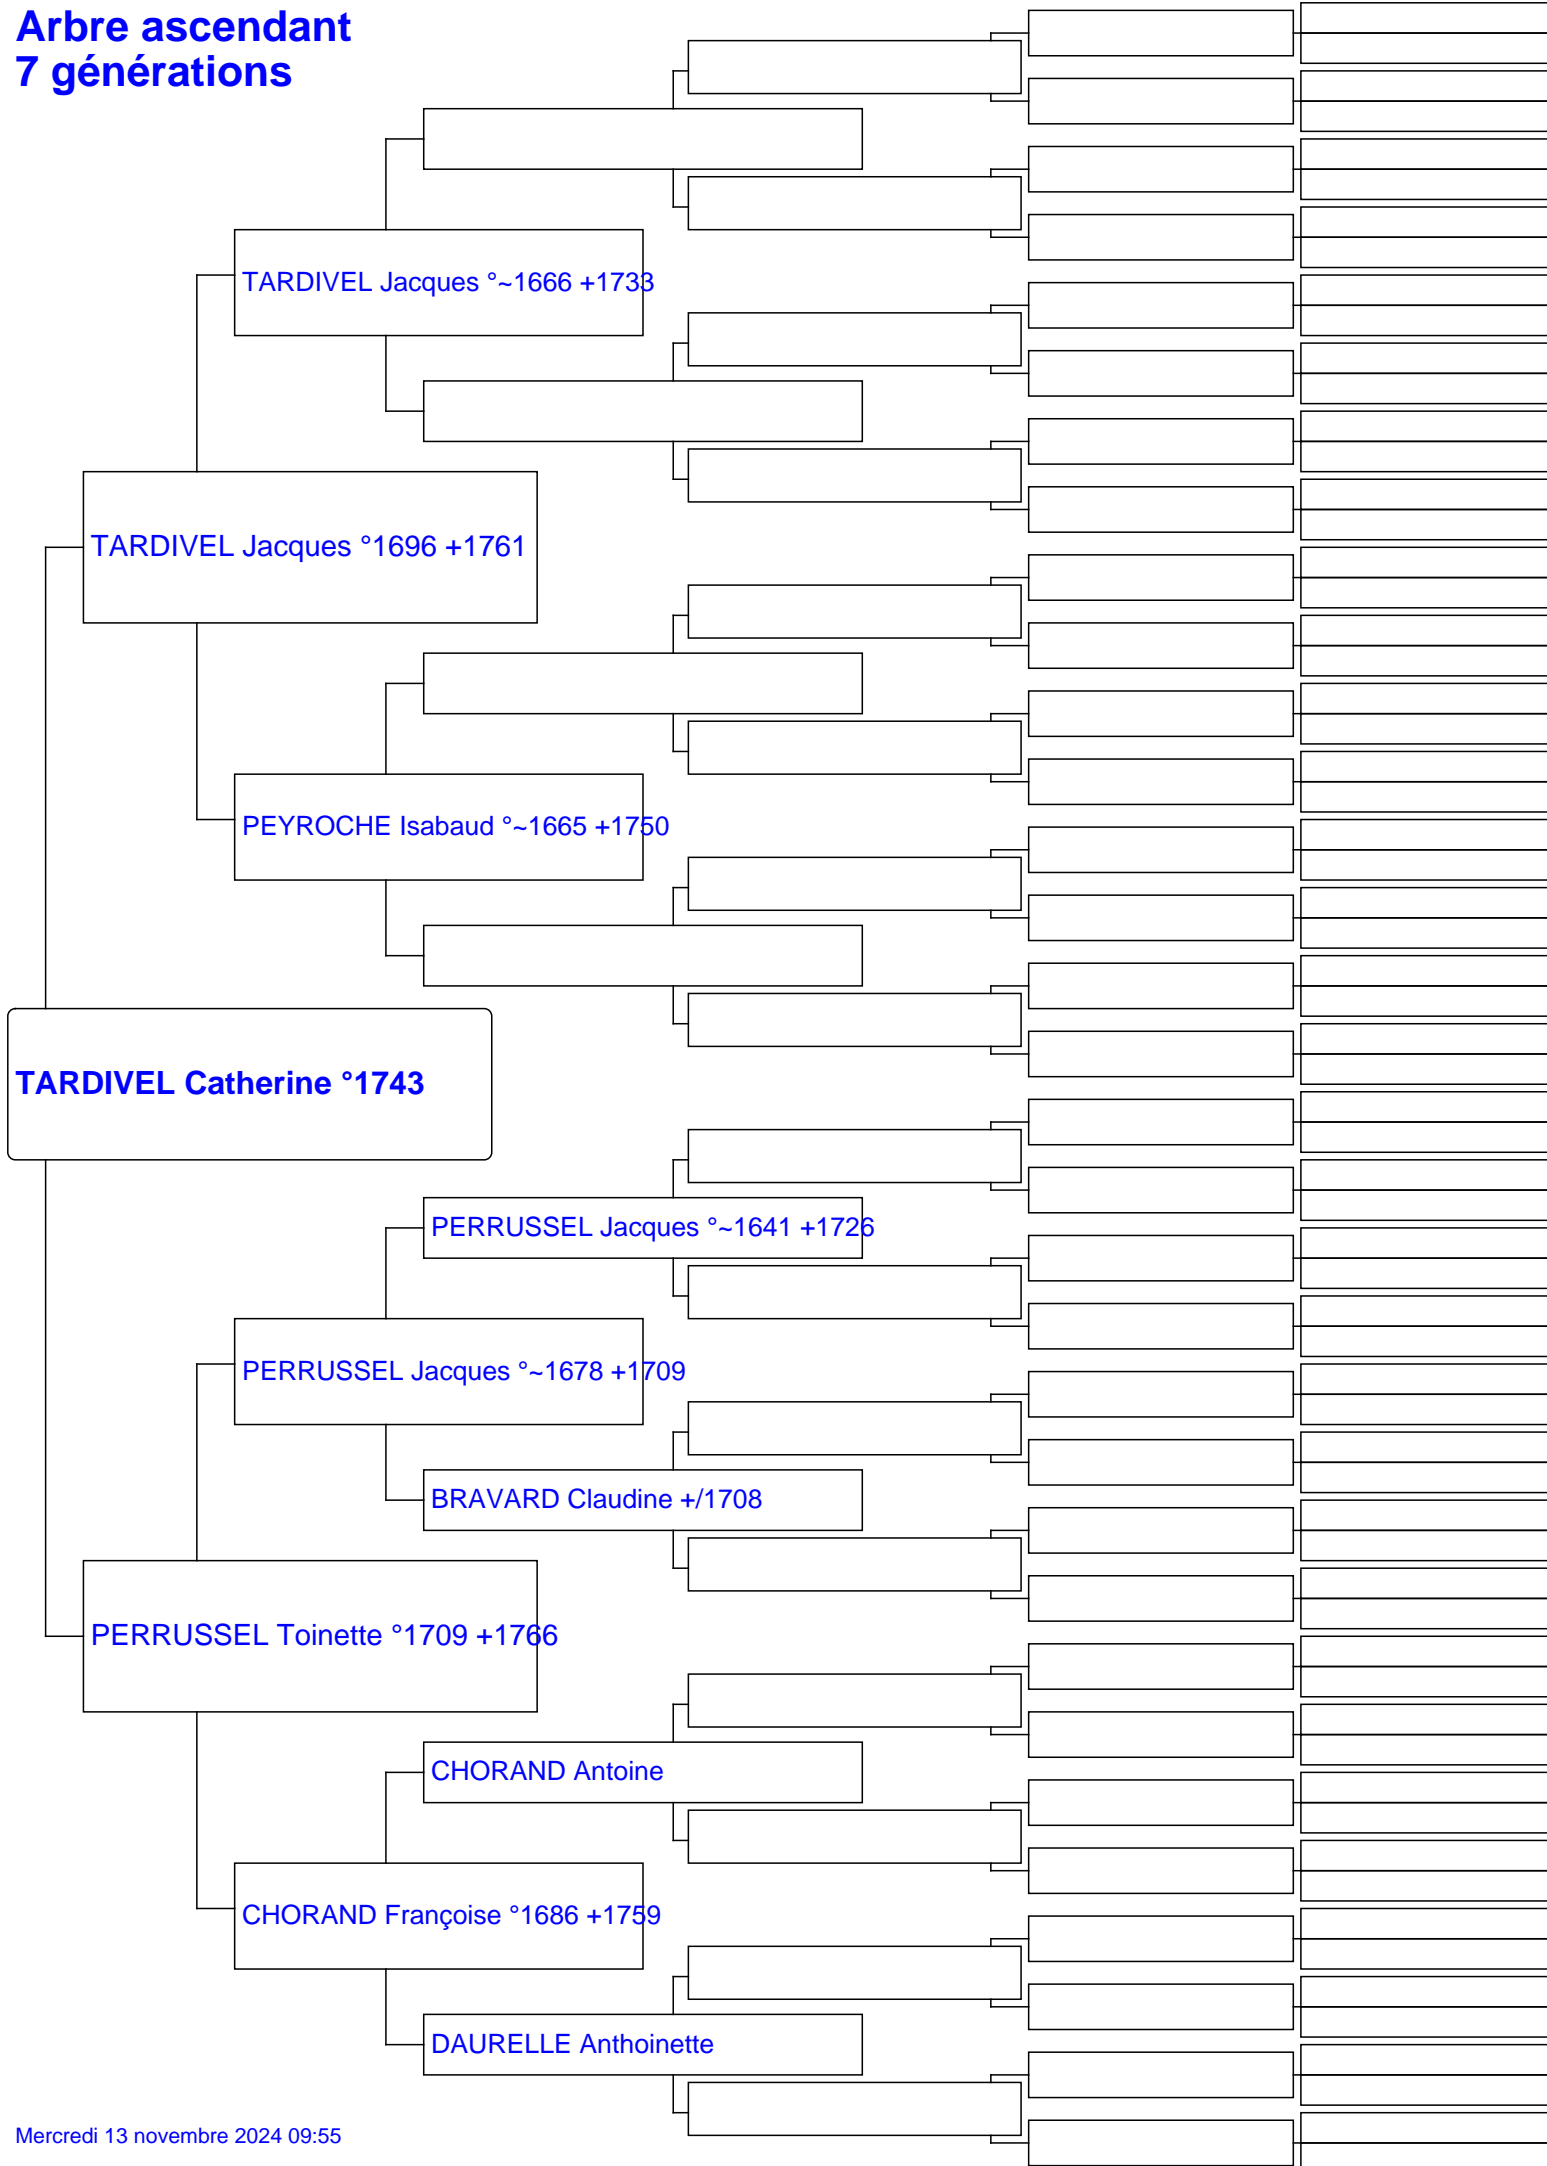 Arbre ascendant
7 générations
TARDIVEL Jacques °~1666 +1733
TARDIVEL Jacques °1696 +1761
PEYROCHE Isabaud °~1665 +1750
TARDIVEL Catherine °1743
PERRUSSEL Jacques °~1641 +1726
PERRUSSEL Jacques °~1678 +1709
BRAVARD Claudine +/1708
PERRUSSEL Toinette °1709 +1766
CHORAND Antoine
CHORAND Françoise °1686 +1759
DAURELLE Anthoinette
Mercredi 13 novembre 2024 09:55